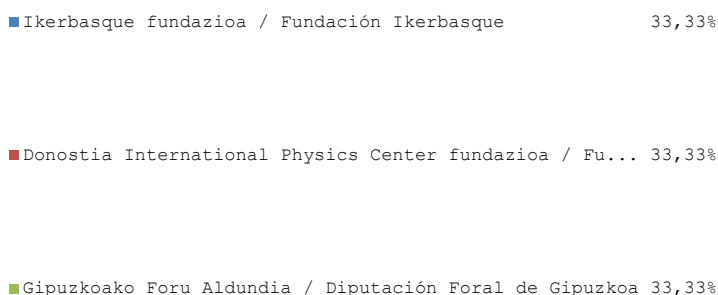 Ikerbasque fundazioa / Fundación Ikerbasque 33,33%
Donostia International Physics Center fundazioa / Fu... 33,33%
Gipuzkoako Foru Aldundia / Diputación Foral de Gipuzkoa 33,33%